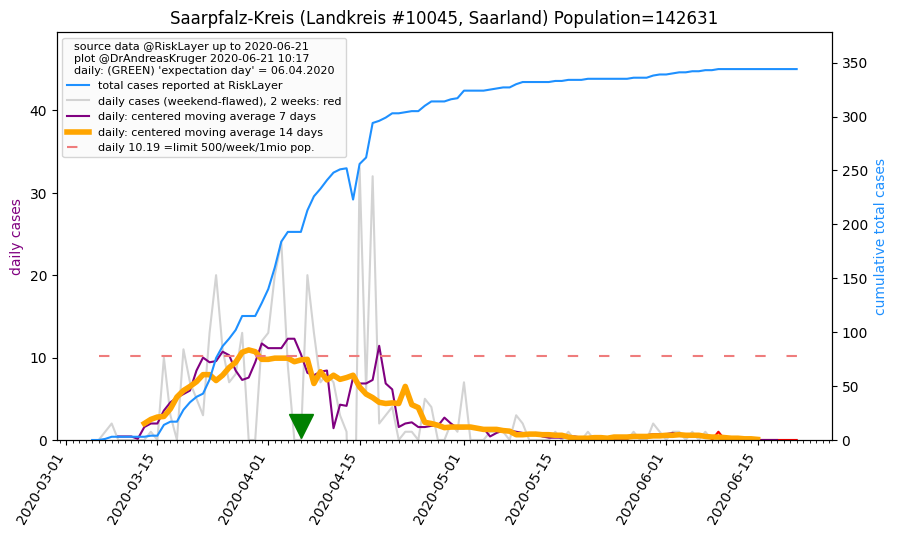 Saarpfalz-Kreis (Landkreis #10045, Saarland) Population=142631
source data @RiskLayer up to 2020-06-21
plot @DrAndreasKruger 2020-06-21 10:17
daily: (GREEN) 'expectation day' = 06.04.2020
total cases reported at RiskLayer
daily cases (weekend-flawed), 2 weeks: red
daily: centered moving average 7 days
daily: centered moving average 14 days
daily 10.19 =limit 500/week/1mio pop.
daily cases
0
10
20
30
40
cumulative total cases
0
50
100
150
200
250
300
350
2020-03-01
2020-03-15
2020-04-01
2020-04-15
2020-05-01
2020-05-15
2020-06-01
2020-06-15